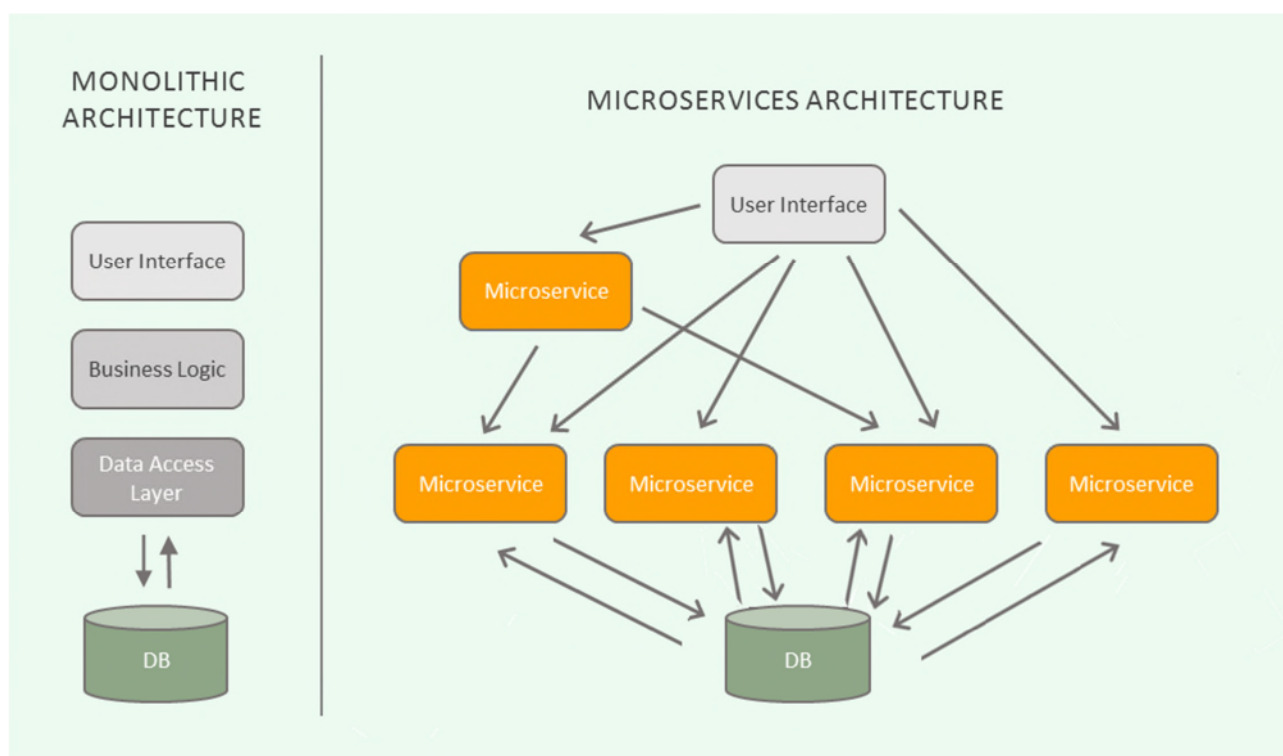 MONOLITHIC
ARCHITECTURE
User Interface
Business Logic
Data Access
Layer
DB
MICROSERVICES ARCHITECTURE
User Interface
Microservice
Microservice
Microservice
Microservice
Microservice
DB